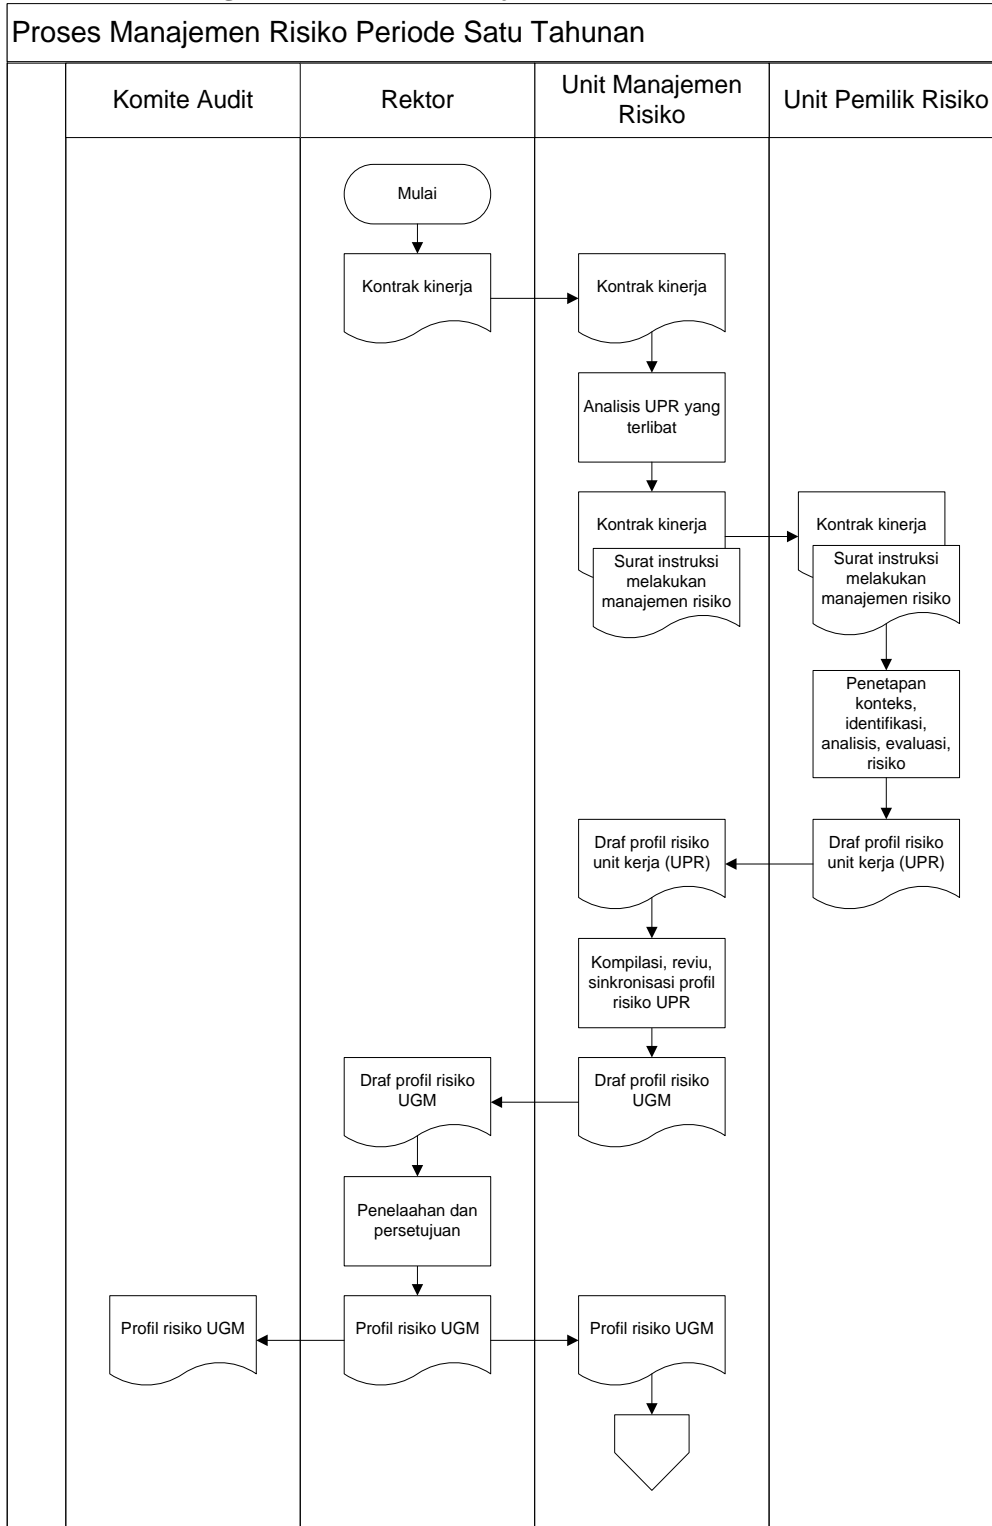 Proses Manajemen Risiko Periode Satu Tahunan
Komite Audit
Rektor
Unit Manajemen
Risiko
Unit Pemilik Risiko
Mulai
Kontrak kinerja
Kontrak kinerja
Analisis UPR yang
terlibat
Kontrak kinerja
Surat instruksi
melakukan
manajemen risiko
Kontrak kinerja
Surat instruksi
melakukan
manajemen risiko
Penetapan
konteks,
identifikasi,
analisis, evaluasi,
risiko
Draf profil risiko
unit kerja (UPR)
Draf profil risiko
unit kerja (UPR)
Kompilasi, reviu,
sinkronisasi profil
risiko UPR
Draf profil risiko
UGM
Draf profil risiko
UGM
Penelaahan dan
persetujuan
Profil risiko UGM
Profil risiko UGM
Profil risiko UGM